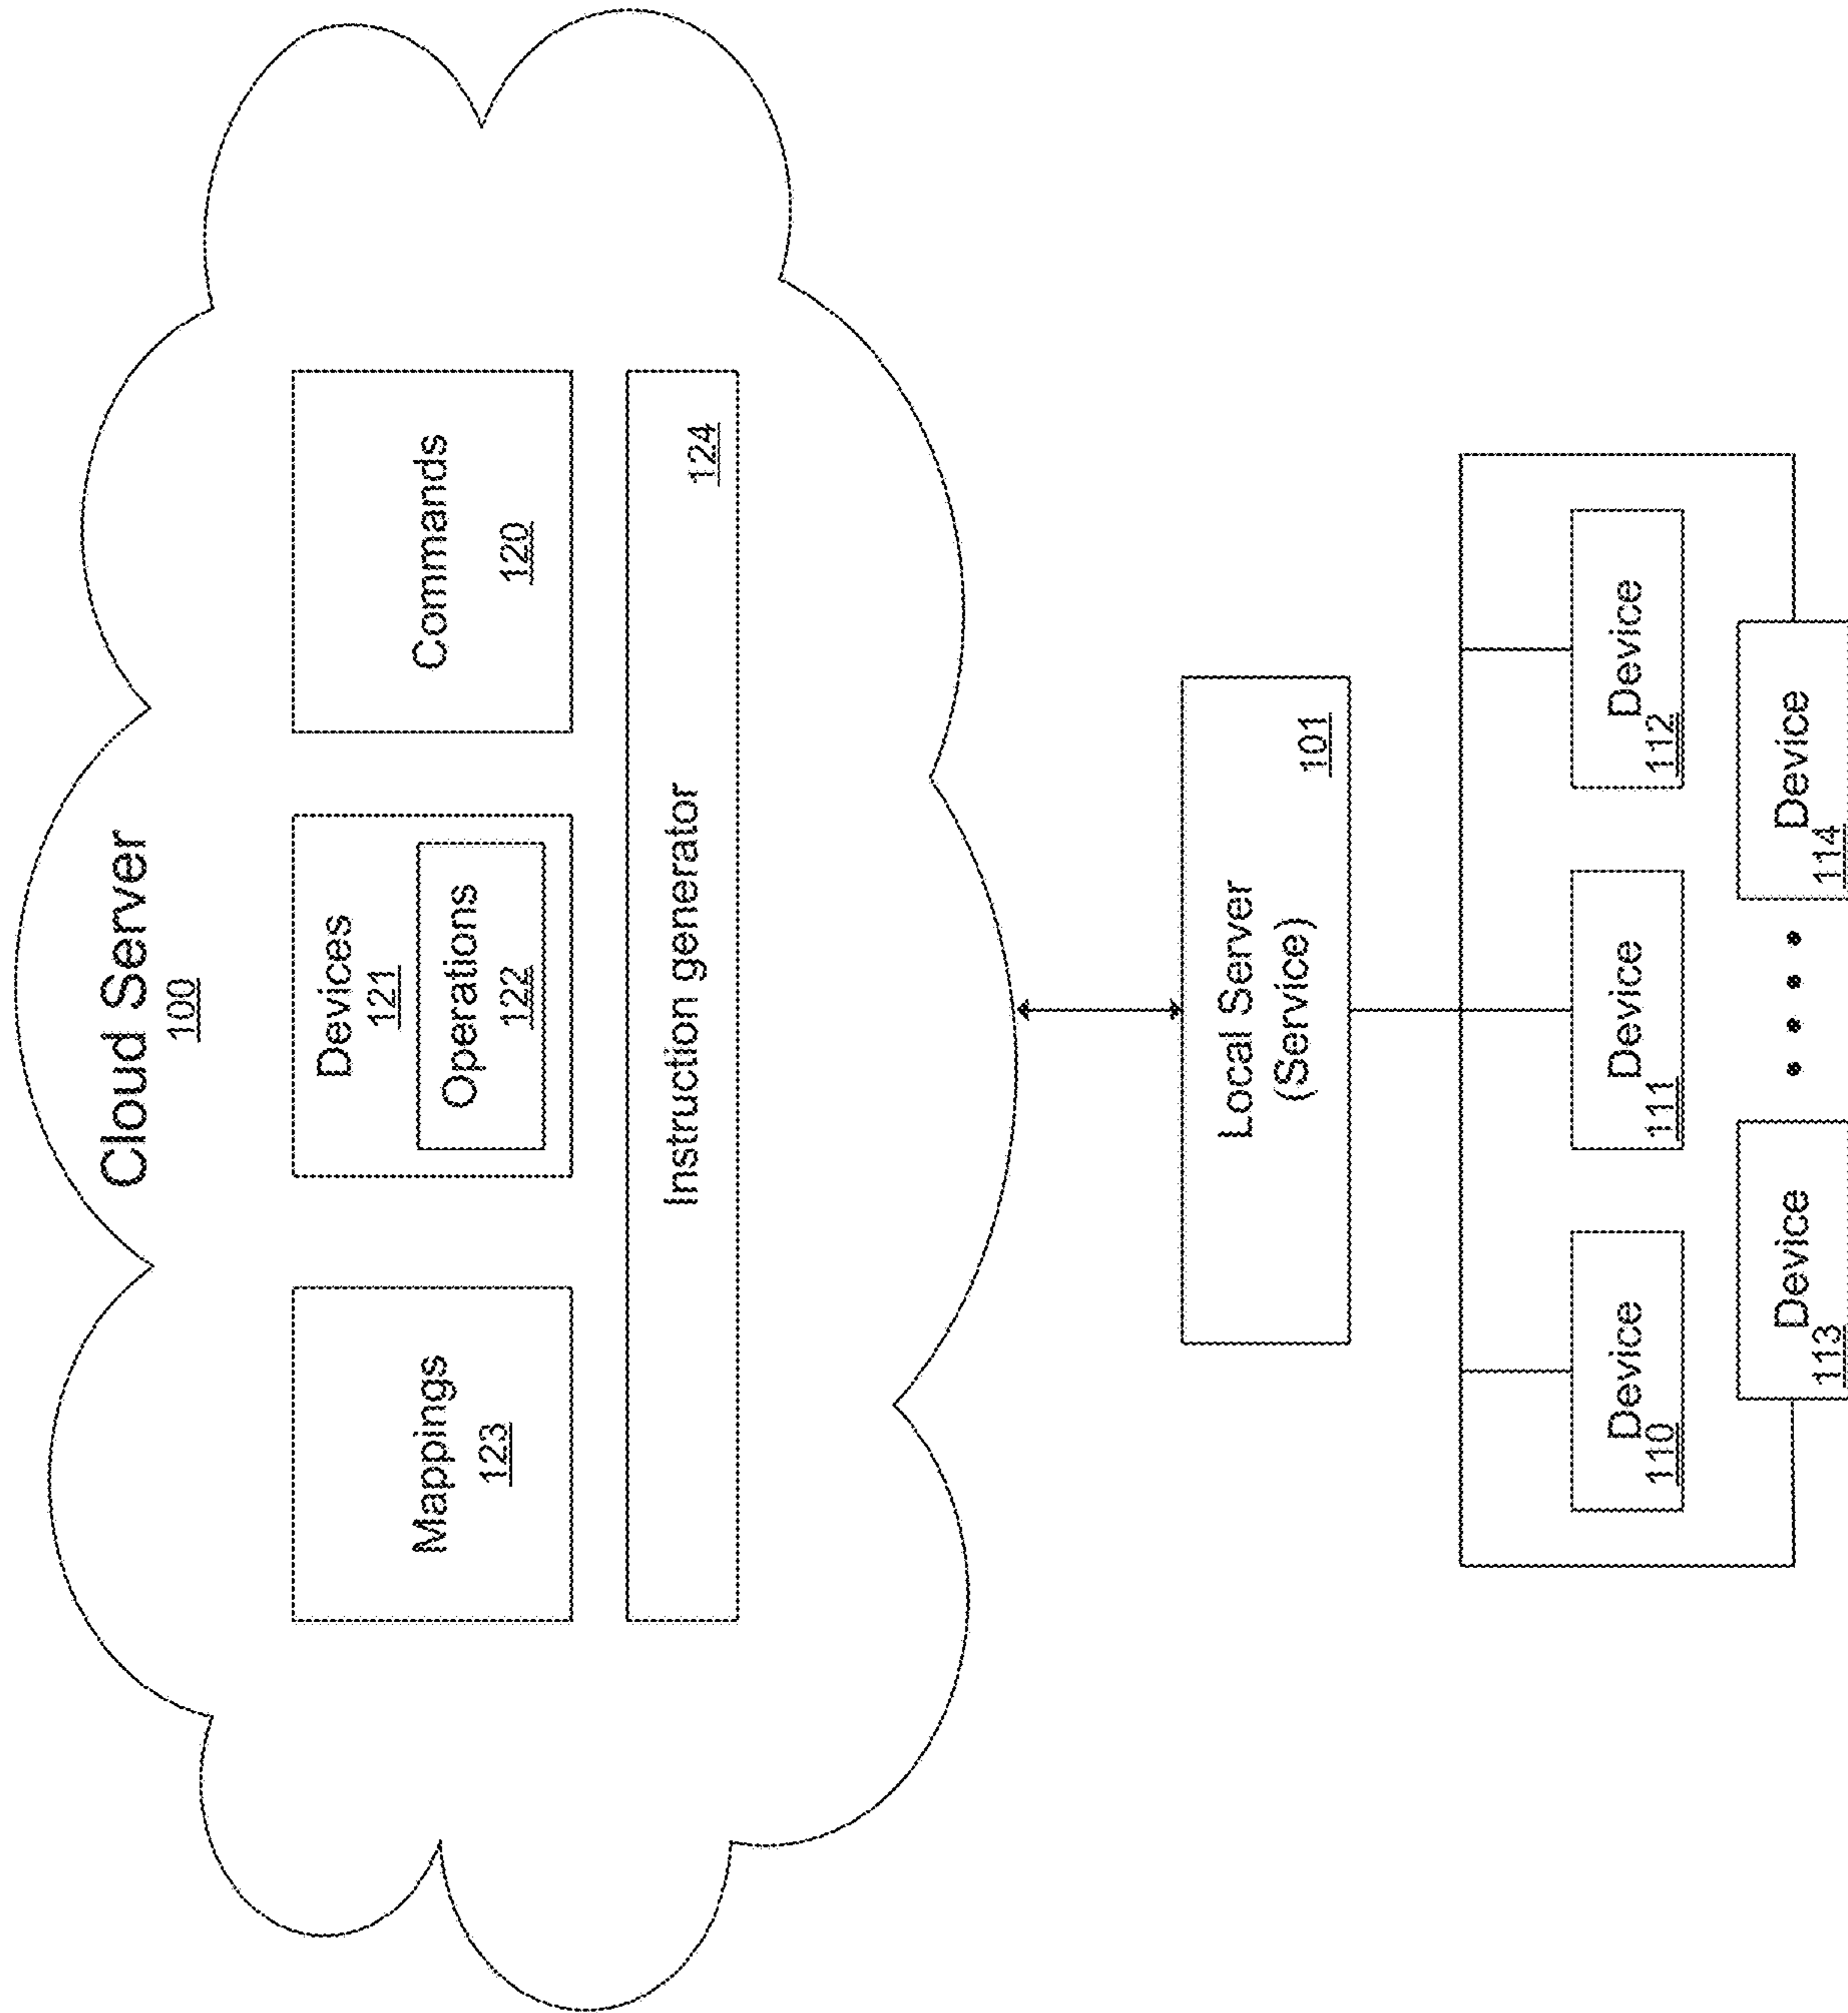 Cloud Server
100
Mappings
123
Devices
121
Operations
122
Commands
120
Instruction generator
124
Local Server
(Service)
101
Device
110
Device
111
Device
112
Device
113
Device
114